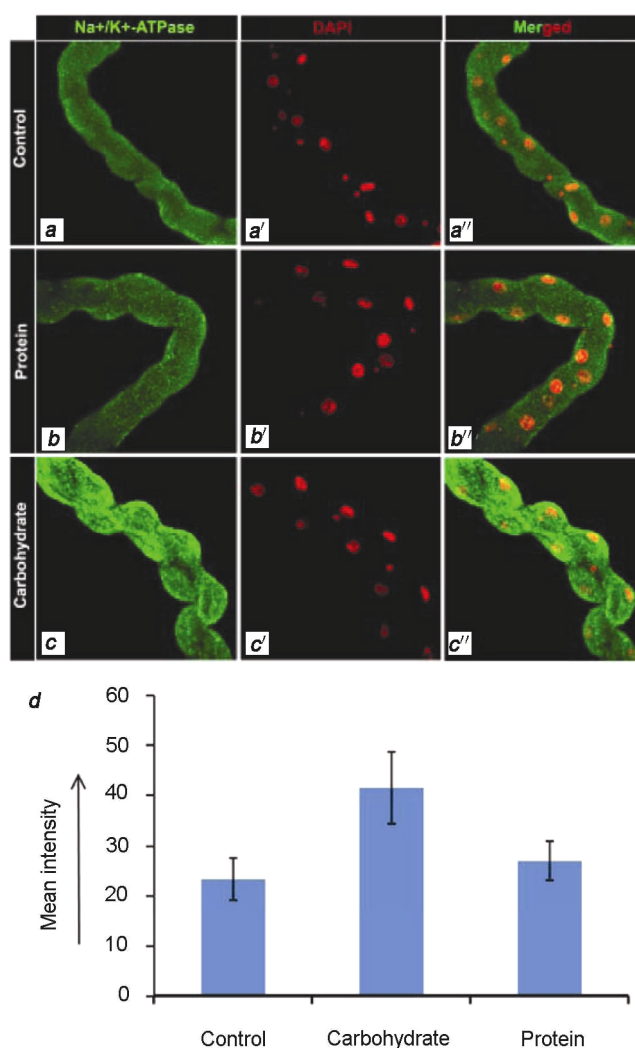 Na+/K+-ATPase DAPI Merged
Control
a a′ a″
Protein
b b′ b″
Carbohydrate
c c′ c″
d
60
50
40
30
20
10
0
Mean intensity
Control Carbohydrate Protein